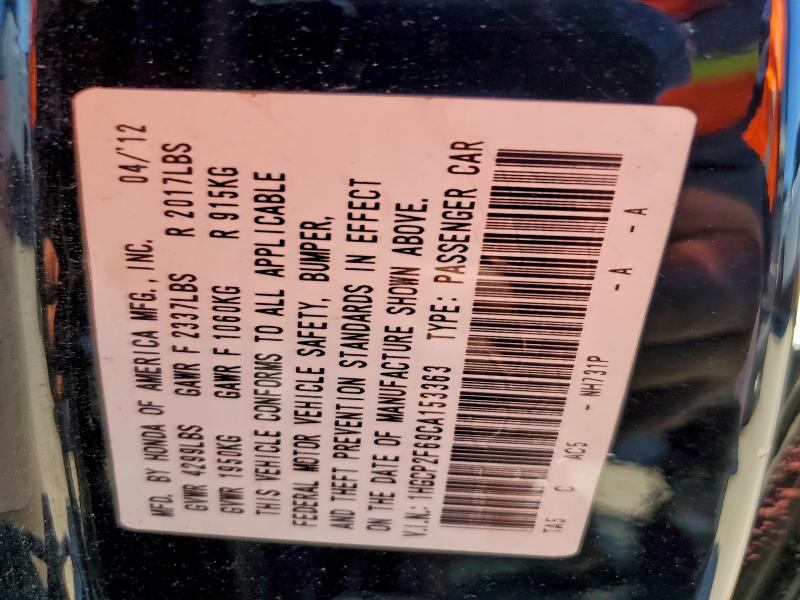 MFD. BY HONDA OF AMERICA MFG., INC. 04/'12
GVWR 4299LBS GAWR F 2337LBS R 2017LBS
GVWR 1950KG GAWR F 1060KG R 915KG
THIS VEHICLE CONFORMS TO ALL APPLICABLE
FEDERAL MOTOR VEHICLE SAFETY, BUMPER,
AND THEFT PREVENTION STANDARDS IN EFFECT
ON THE DATE OF MANUFACTURE SHOWN ABOVE.
V.I.N.: 1HGCP2F69CA153363 TYPE: PASSENGER CAR
TA5 C AC5 - NH731P - A - A